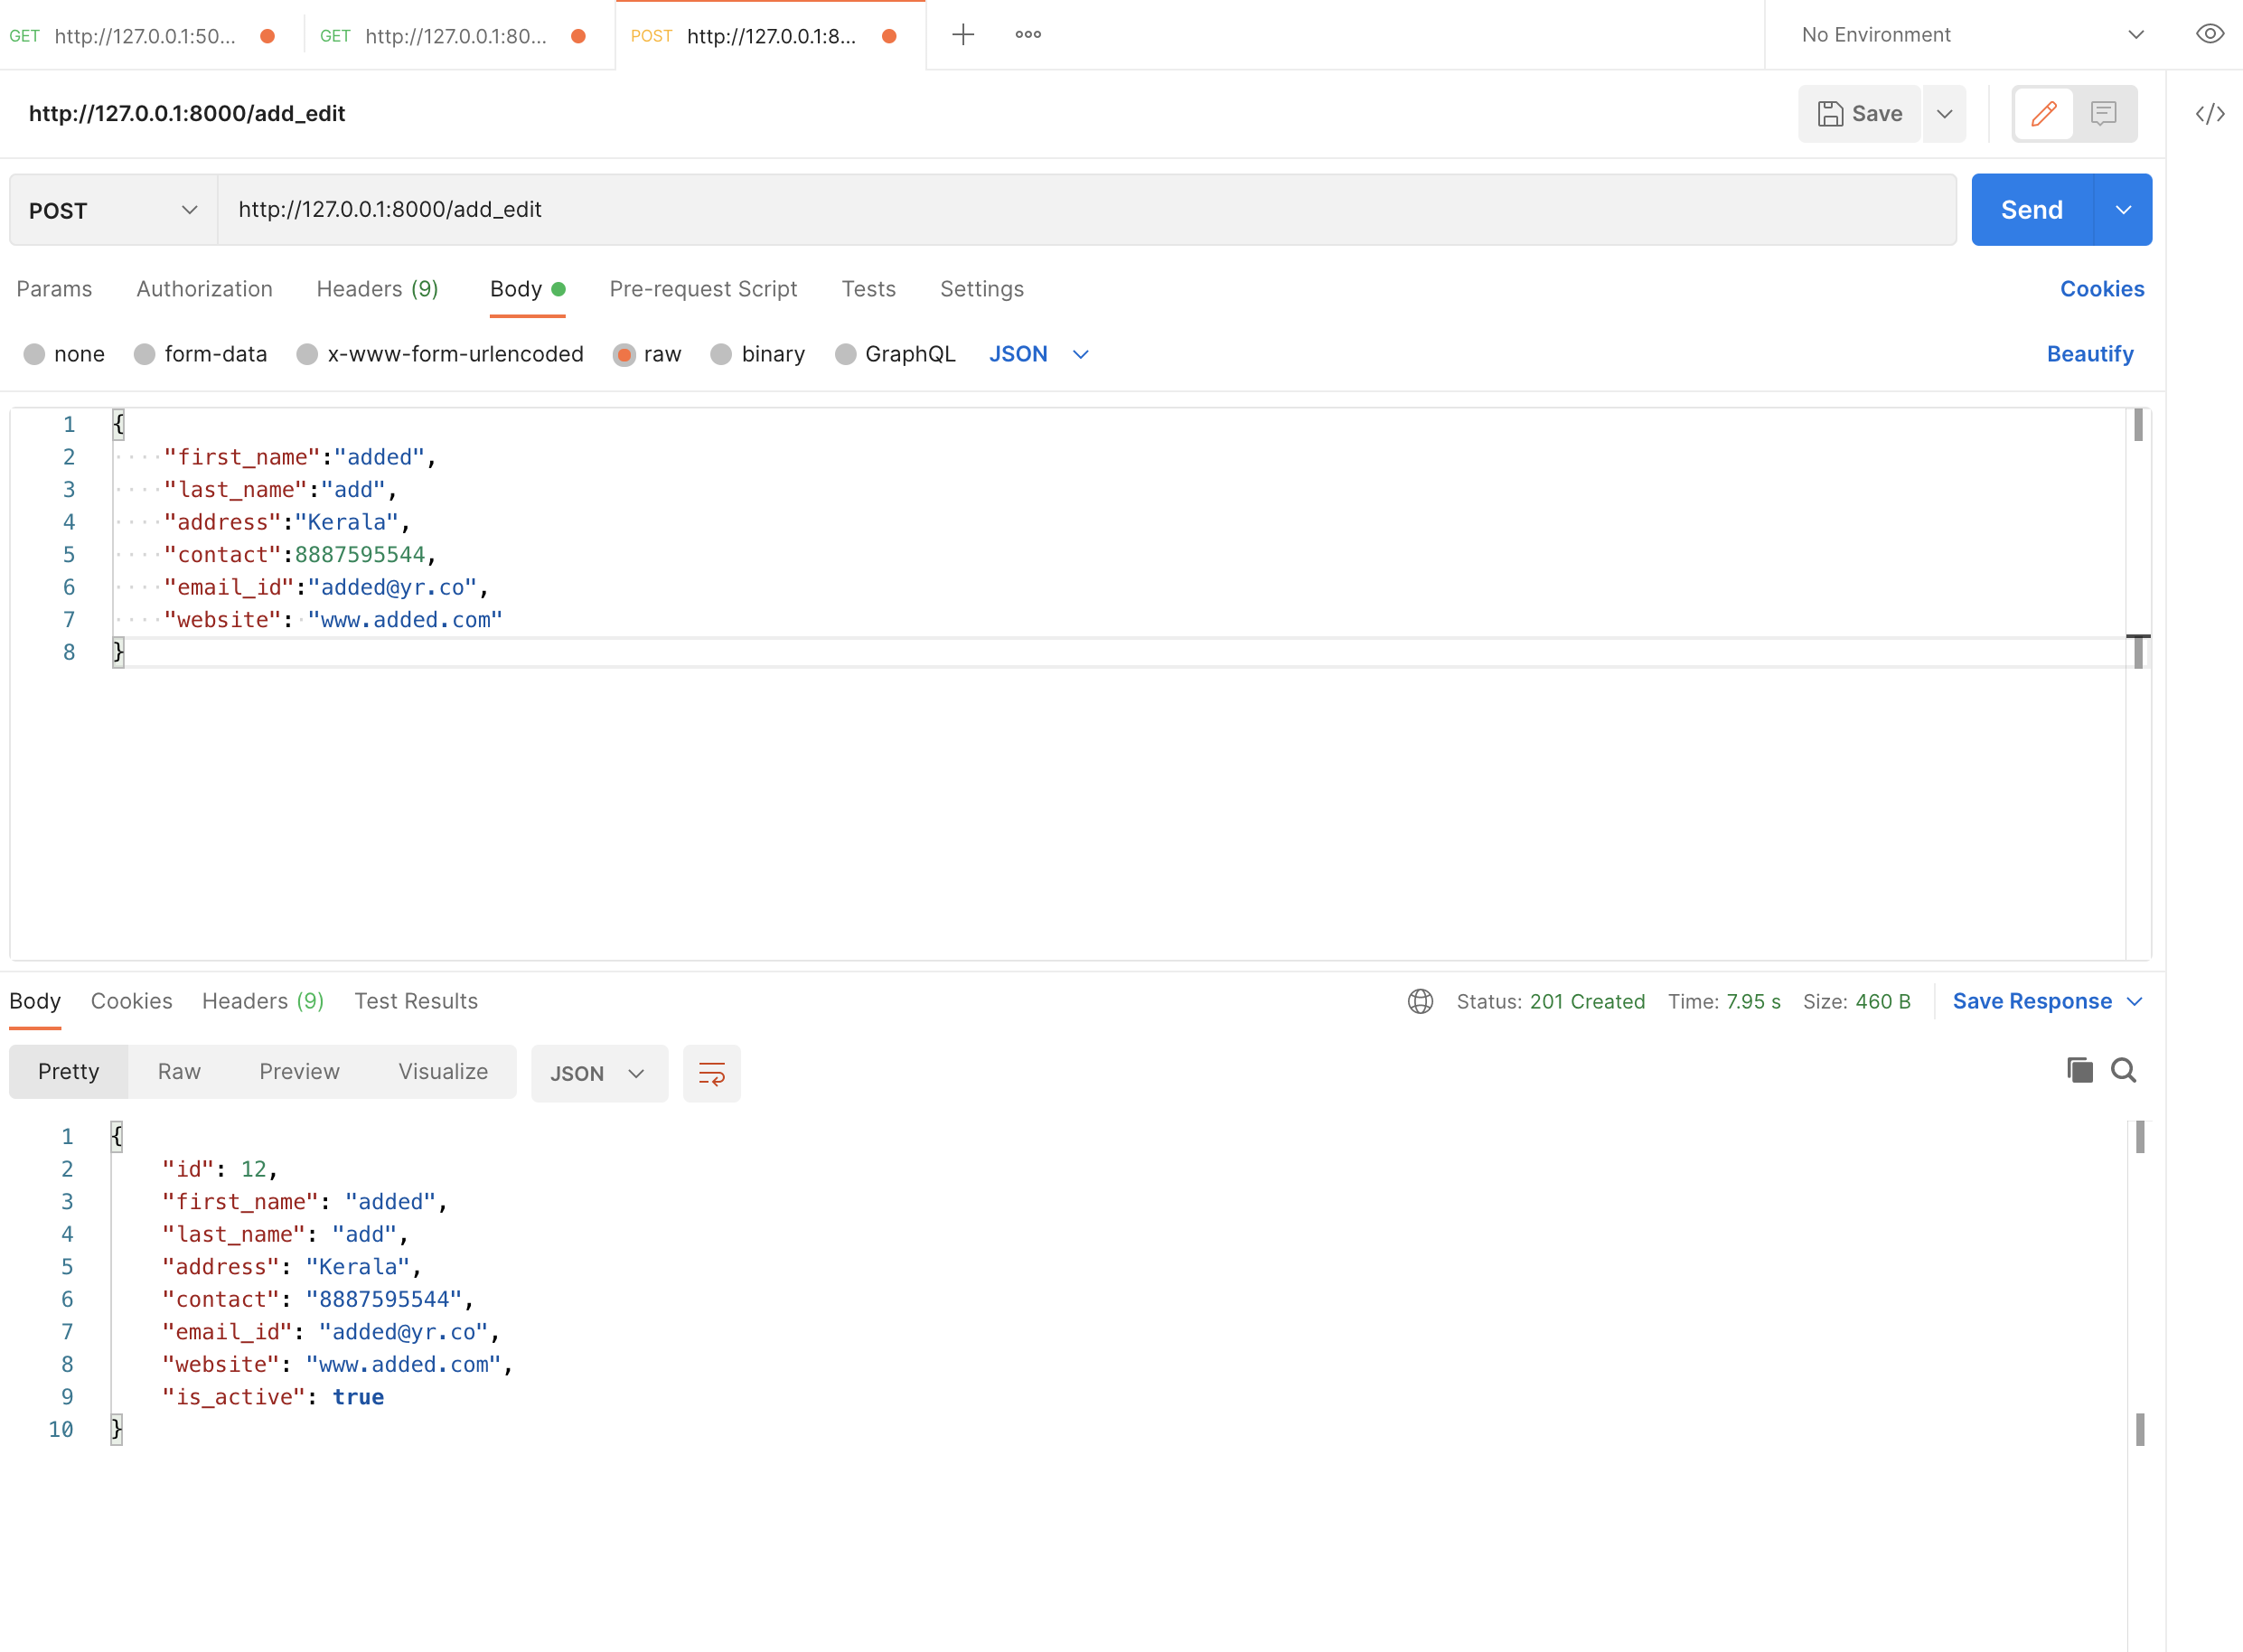 GET http://127.0.0.1:50... GET http://127.0.0.1:80... POST http://127.0.0.1:8... No Environment
http://127.0.0.1:8000/add_edit Save
POST http://127.0.0.1:8000/add_edit Send
Params Authorization Headers (9) Body Pre-request Script Tests Settings Cookies
none form-data x-www-form-urlencoded raw binary GraphQL JSON Beautify
1 {
2 "first_name":"added",
3 "last_name":"add",
4 "address":"Kerala",
5 "contact":8887595544,
6 "email_id":"added@yr.co",
7 "website": "www.added.com"
8 }
Body Cookies Headers (9) Test Results Status: 201 Created Time: 7.95 s Size: 460 B Save Response
Pretty Raw Preview Visualize JSON
1 {
2 "id": 12,
3 "first_name": "added",
4 "last_name": "add",
5 "address": "Kerala",
6 "contact": "8887595544",
7 "email_id": "added@yr.co",
8 "website": "www.added.com",
9 "is_active": true
10 }